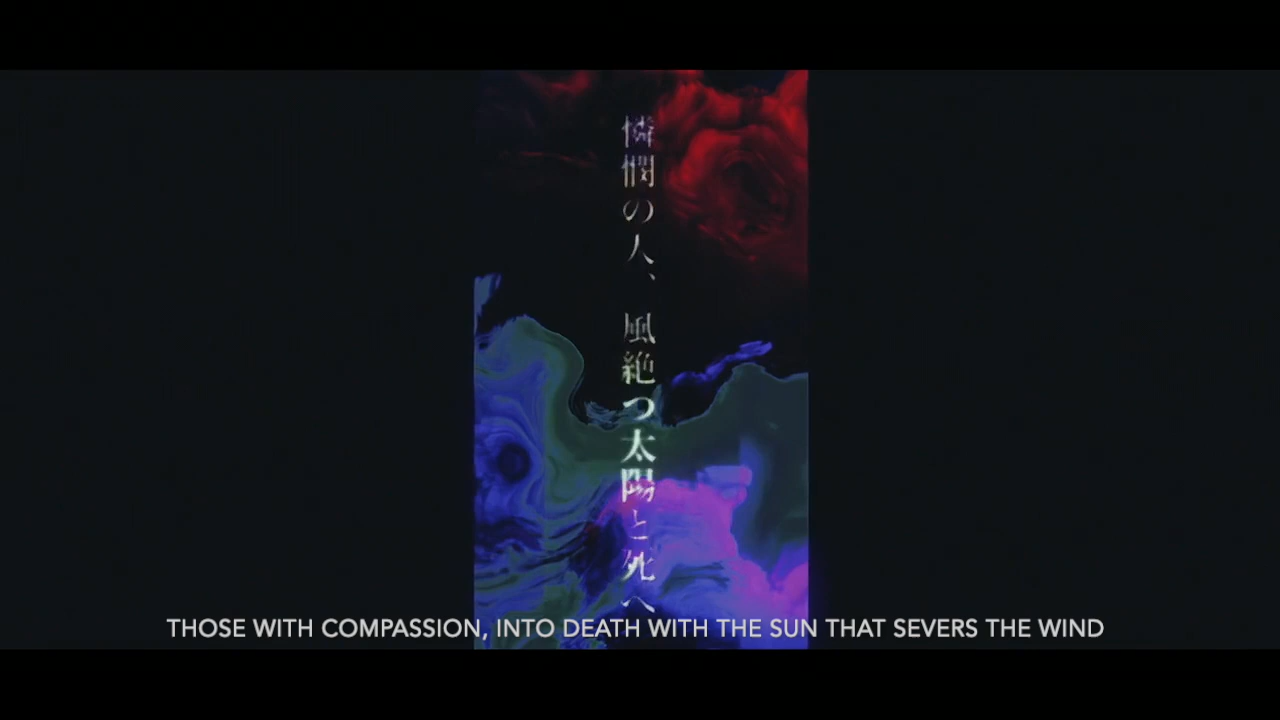 憐憫の人、風絶つ太陽と死へ
THOSE WITH COMPASSION, INTO DEATH WITH THE SUN THAT SEVERS THE WIND